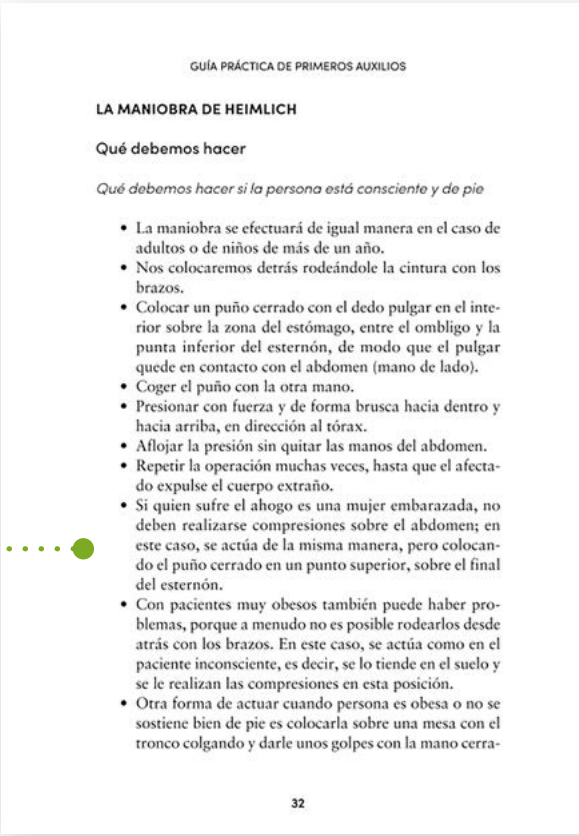 GUÍA PRÁCTICA DE PRIMEROS AUXILIOS
LA MANIOBRA DE HEIMLICH
Qué debemos hacer
Qué debemos hacer si la persona está consciente y de pie
• La maniobra se efectuará de igual manera en el caso de
adultos o de niños de más de un año.
• Nos colocaremos detrás rodeándole la cintura con los
brazos.
• Colocar un puño cerrado con el dedo pulgar en el inte-
rior sobre la zona del estómago, entre el ombligo y la
punta inferior del esternón, de modo que el pulgar
quede en contacto con el abdomen (mano de lado).
• Coger el puño con la otra mano.
• Presionar con fuerza y de forma brusca hacia dentro y
hacia arriba, en dirección al tórax.
• Aflojar la presión sin quitar las manos del abdomen.
• Repetir la operación muchas veces, hasta que el afecta-
do expulse el cuerpo extraño.
• Si quien sufre el ahogo es una mujer embarazada, no
deben realizarse compresiones sobre el abdomen; en
este caso, se actúa de la misma manera, pero colocan-
do el puño cerrado en un punto superior, sobre el final
del esternón.
• Con pacientes muy obesos también puede haber pro-
blemas, porque a menudo no es posible rodearlos desde
atrás con los brazos. En este caso, se actúa como en el
paciente inconsciente, es decir, se lo tiende en el suelo y
se le realizan las compresiones en esta posición.
• Otra forma de actuar cuando persona es obesa o no se
sostiene bien de pie es colocarla sobre una mesa con el
tronco colgando y darle unos golpes con la mano cerra-
32